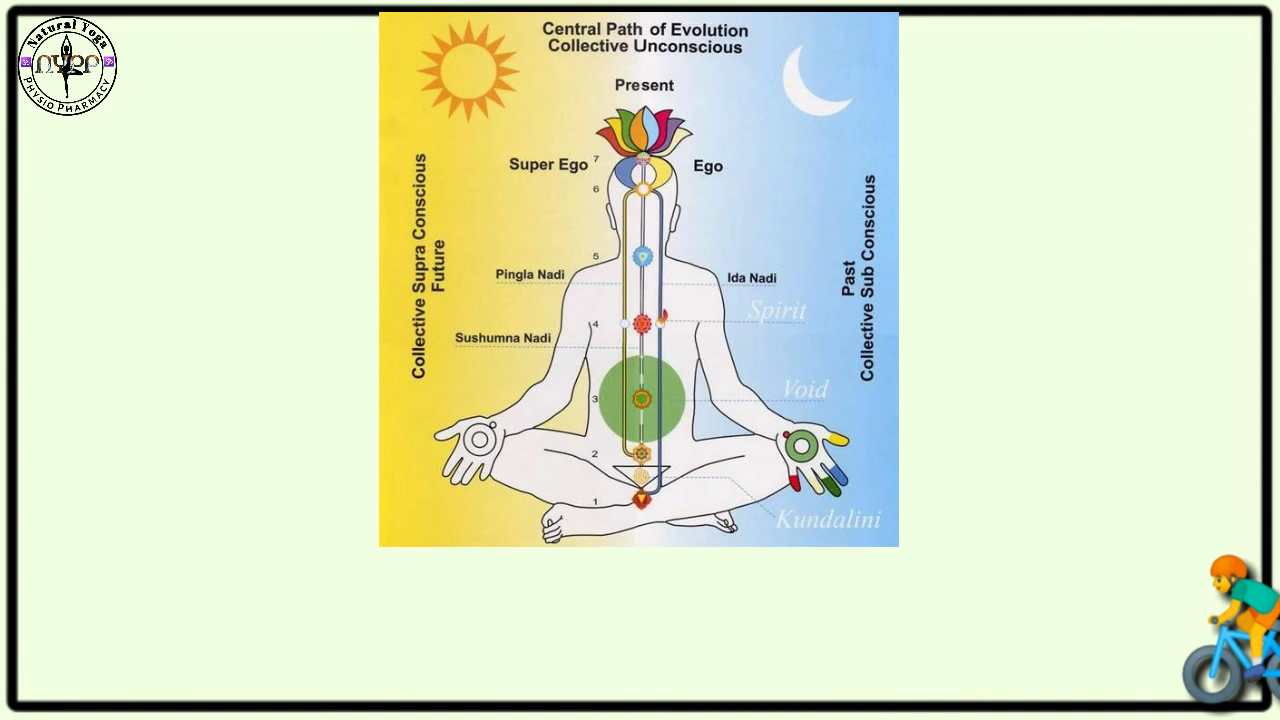 Natural Yoga
NYPP
PHYSIO PHARMACY
Central Path of Evolution
Collective Unconscious
Present
Super Ego
7
Ego
6
Collective Supra Conscious
Future
Past
Collective Sub Conscious
5
Pingla Nadi
Ida Nadi
Spirit
4
Sushumna Nadi
Void
3
2
1
Kundalini